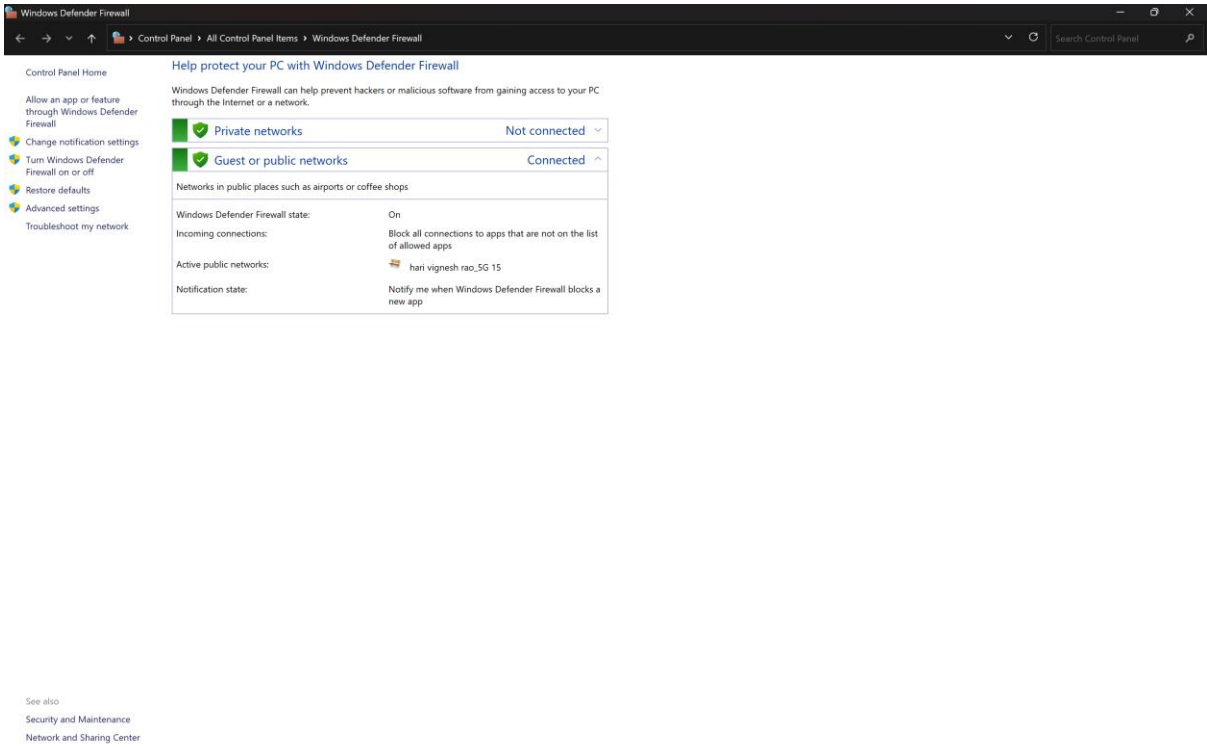 Windows Defender Firewall
Control Panel › All Control Panel Items › Windows Defender Firewall
Search Control Panel
Control Panel Home
Allow an app or feature
through Windows Defender
Firewall
Change notification settings
Turn Windows Defender
Firewall on or off
Restore defaults
Advanced settings
Troubleshoot my network
Help protect your PC with Windows Defender Firewall
Windows Defender Firewall can help prevent hackers or malicious software from gaining access to your PC
through the Internet or a network.
Private networks Not connected
Guest or public networks Connected
Networks in public places such as airports or coffee shops
Windows Defender Firewall state: On
Incoming connections: Block all connections to apps that are not on the list
of allowed apps
Active public networks: hari vignesh rao_5G 15
Notification state: Notify me when Windows Defender Firewall blocks a
new app
See also
Security and Maintenance
Network and Sharing Center